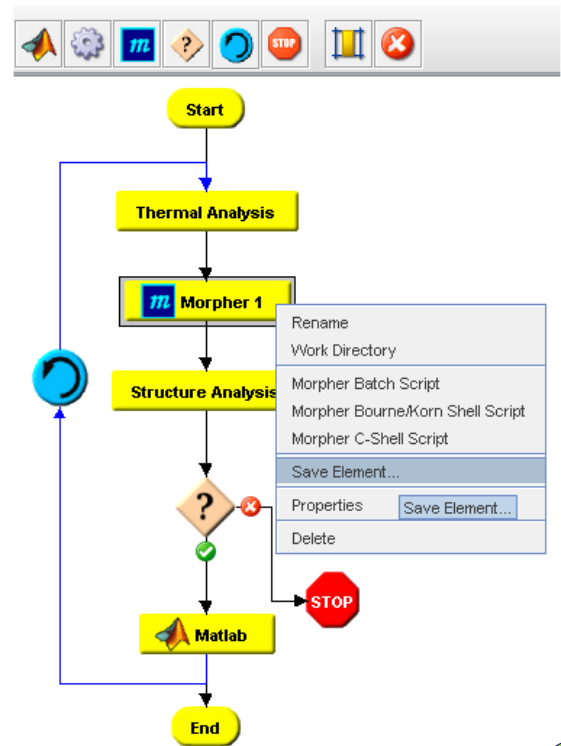 m
?
STOP
Start
Thermal Analysis
m Morpher 1
Rename
Work Directory
Structure Analysis
Morpher Batch Script
Morpher Bourne/Korn Shell Script
Morpher C-Shell Script
Save Element...
?
Properties
Save Element...
Delete
STOP
Matlab
End